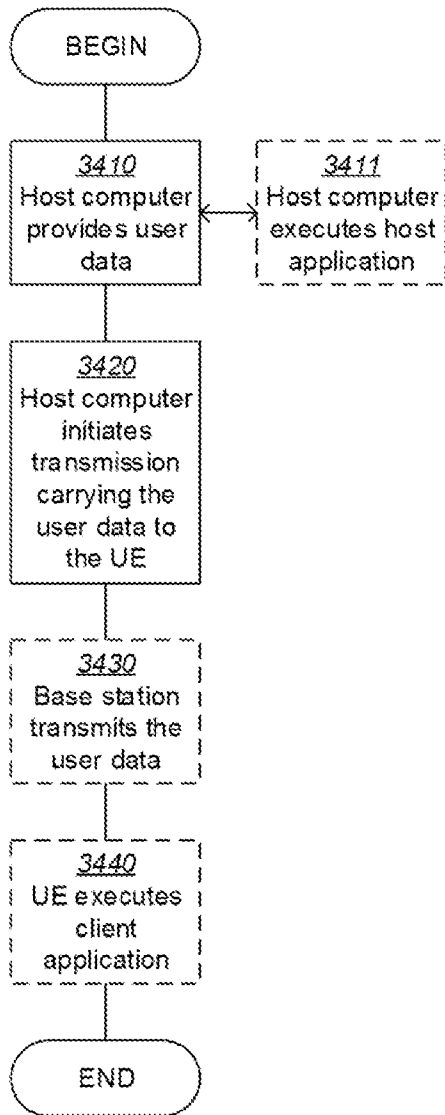 BEGIN
3410
Host computer
provides user
data
3411
Host computer
executes host
application
3420
Host computer
initiates
transmission
carrying the
user data to
the UE
3430
Base station
transmits the
user data
3440
UE executes
client
application
END